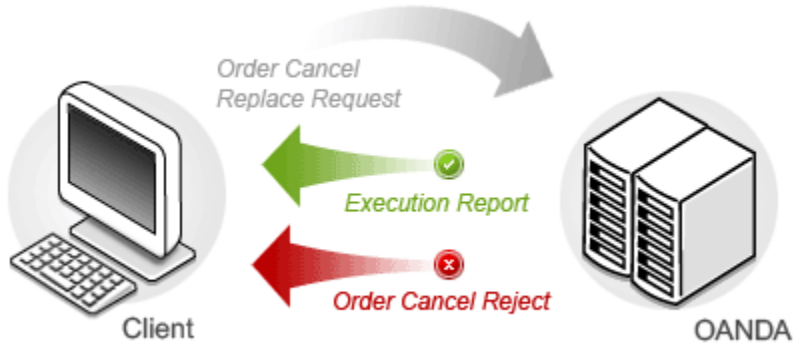 Order Cancel
Replace Request
Execution Report
Order Cancel Reject
Client
OANDA